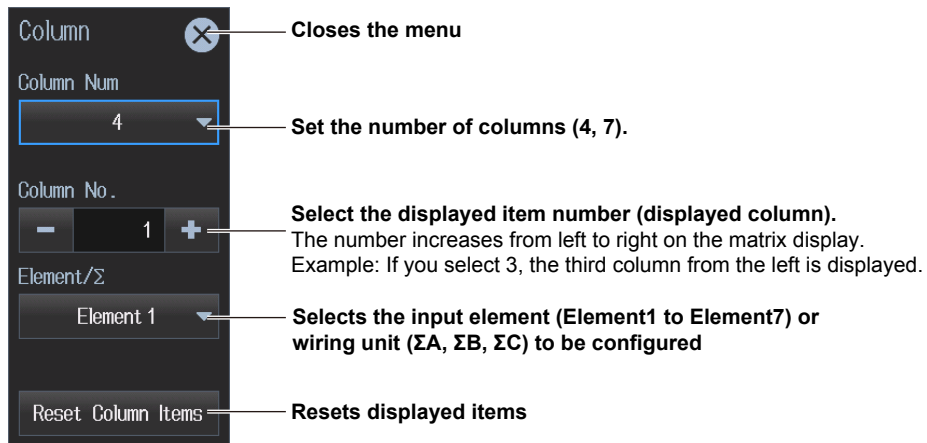 Column
Closes the menu
Column Num
4
Set the number of columns (4, 7).
Column No.
− 1 +
Select the displayed item number (displayed column).
The number increases from left to right on the matrix display.
Example: If you select 3, the third column from the left is displayed.
Element/Σ
Element 1
Selects the input element (Element1 to Element7) or
wiring unit (ΣA, ΣB, ΣC) to be configured
Reset Column Items
Resets displayed items